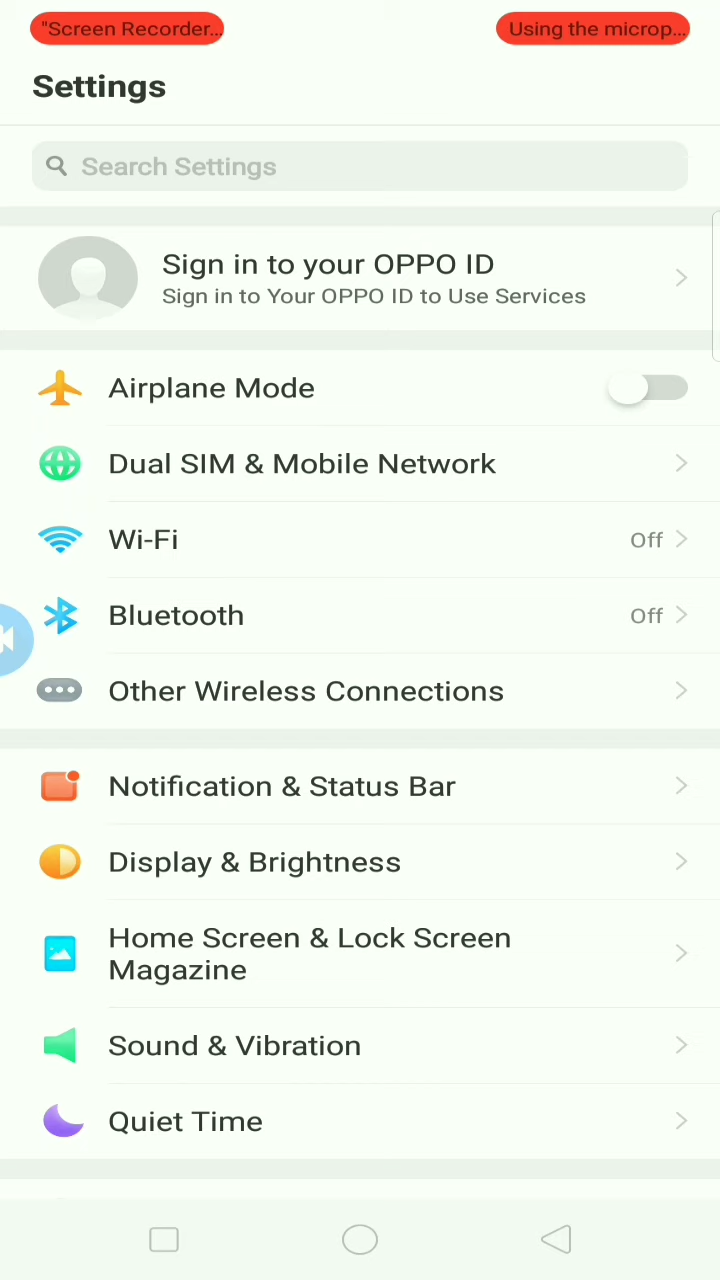 "Screen Recorder...
Using the microp...
Settings
Search Settings
Sign in to your OPPO ID
Sign in to Your OPPO ID to Use Services
Airplane Mode
Dual SIM & Mobile Network
Wi-Fi
Off
Bluetooth
Off
Other Wireless Connections
Notification & Status Bar
Display & Brightness
Home Screen & Lock Screen
Magazine
Sound & Vibration
Quiet Time